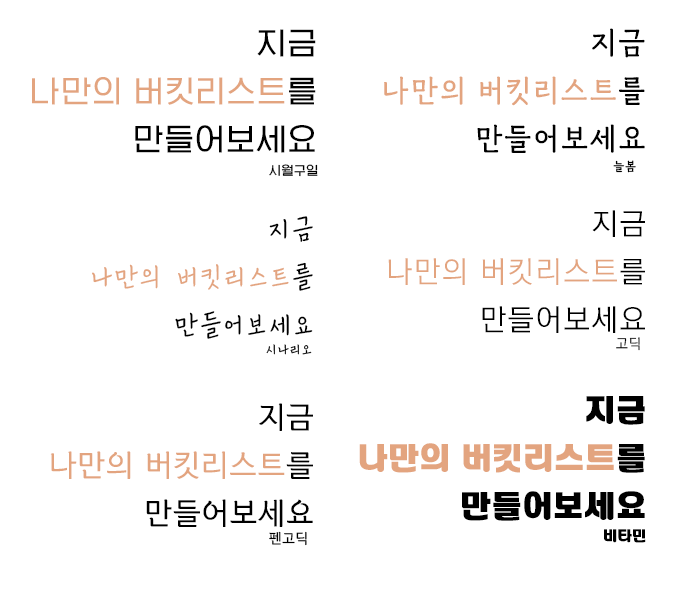 지금
나만의 버킷리스트를
만들어보세요
시월구일
지금
나만의 버킷리스트를
만들어보세요
늘봄
지금
나만의 버킷리스트를
만들어보세요
시나리오
지금
나만의 버킷리스트를
만들어보세요
고딕
지금
나만의 버킷리스트를
만들어보세요
펜고딕
지금
나만의 버킷리스트를
만들어보세요
비타민